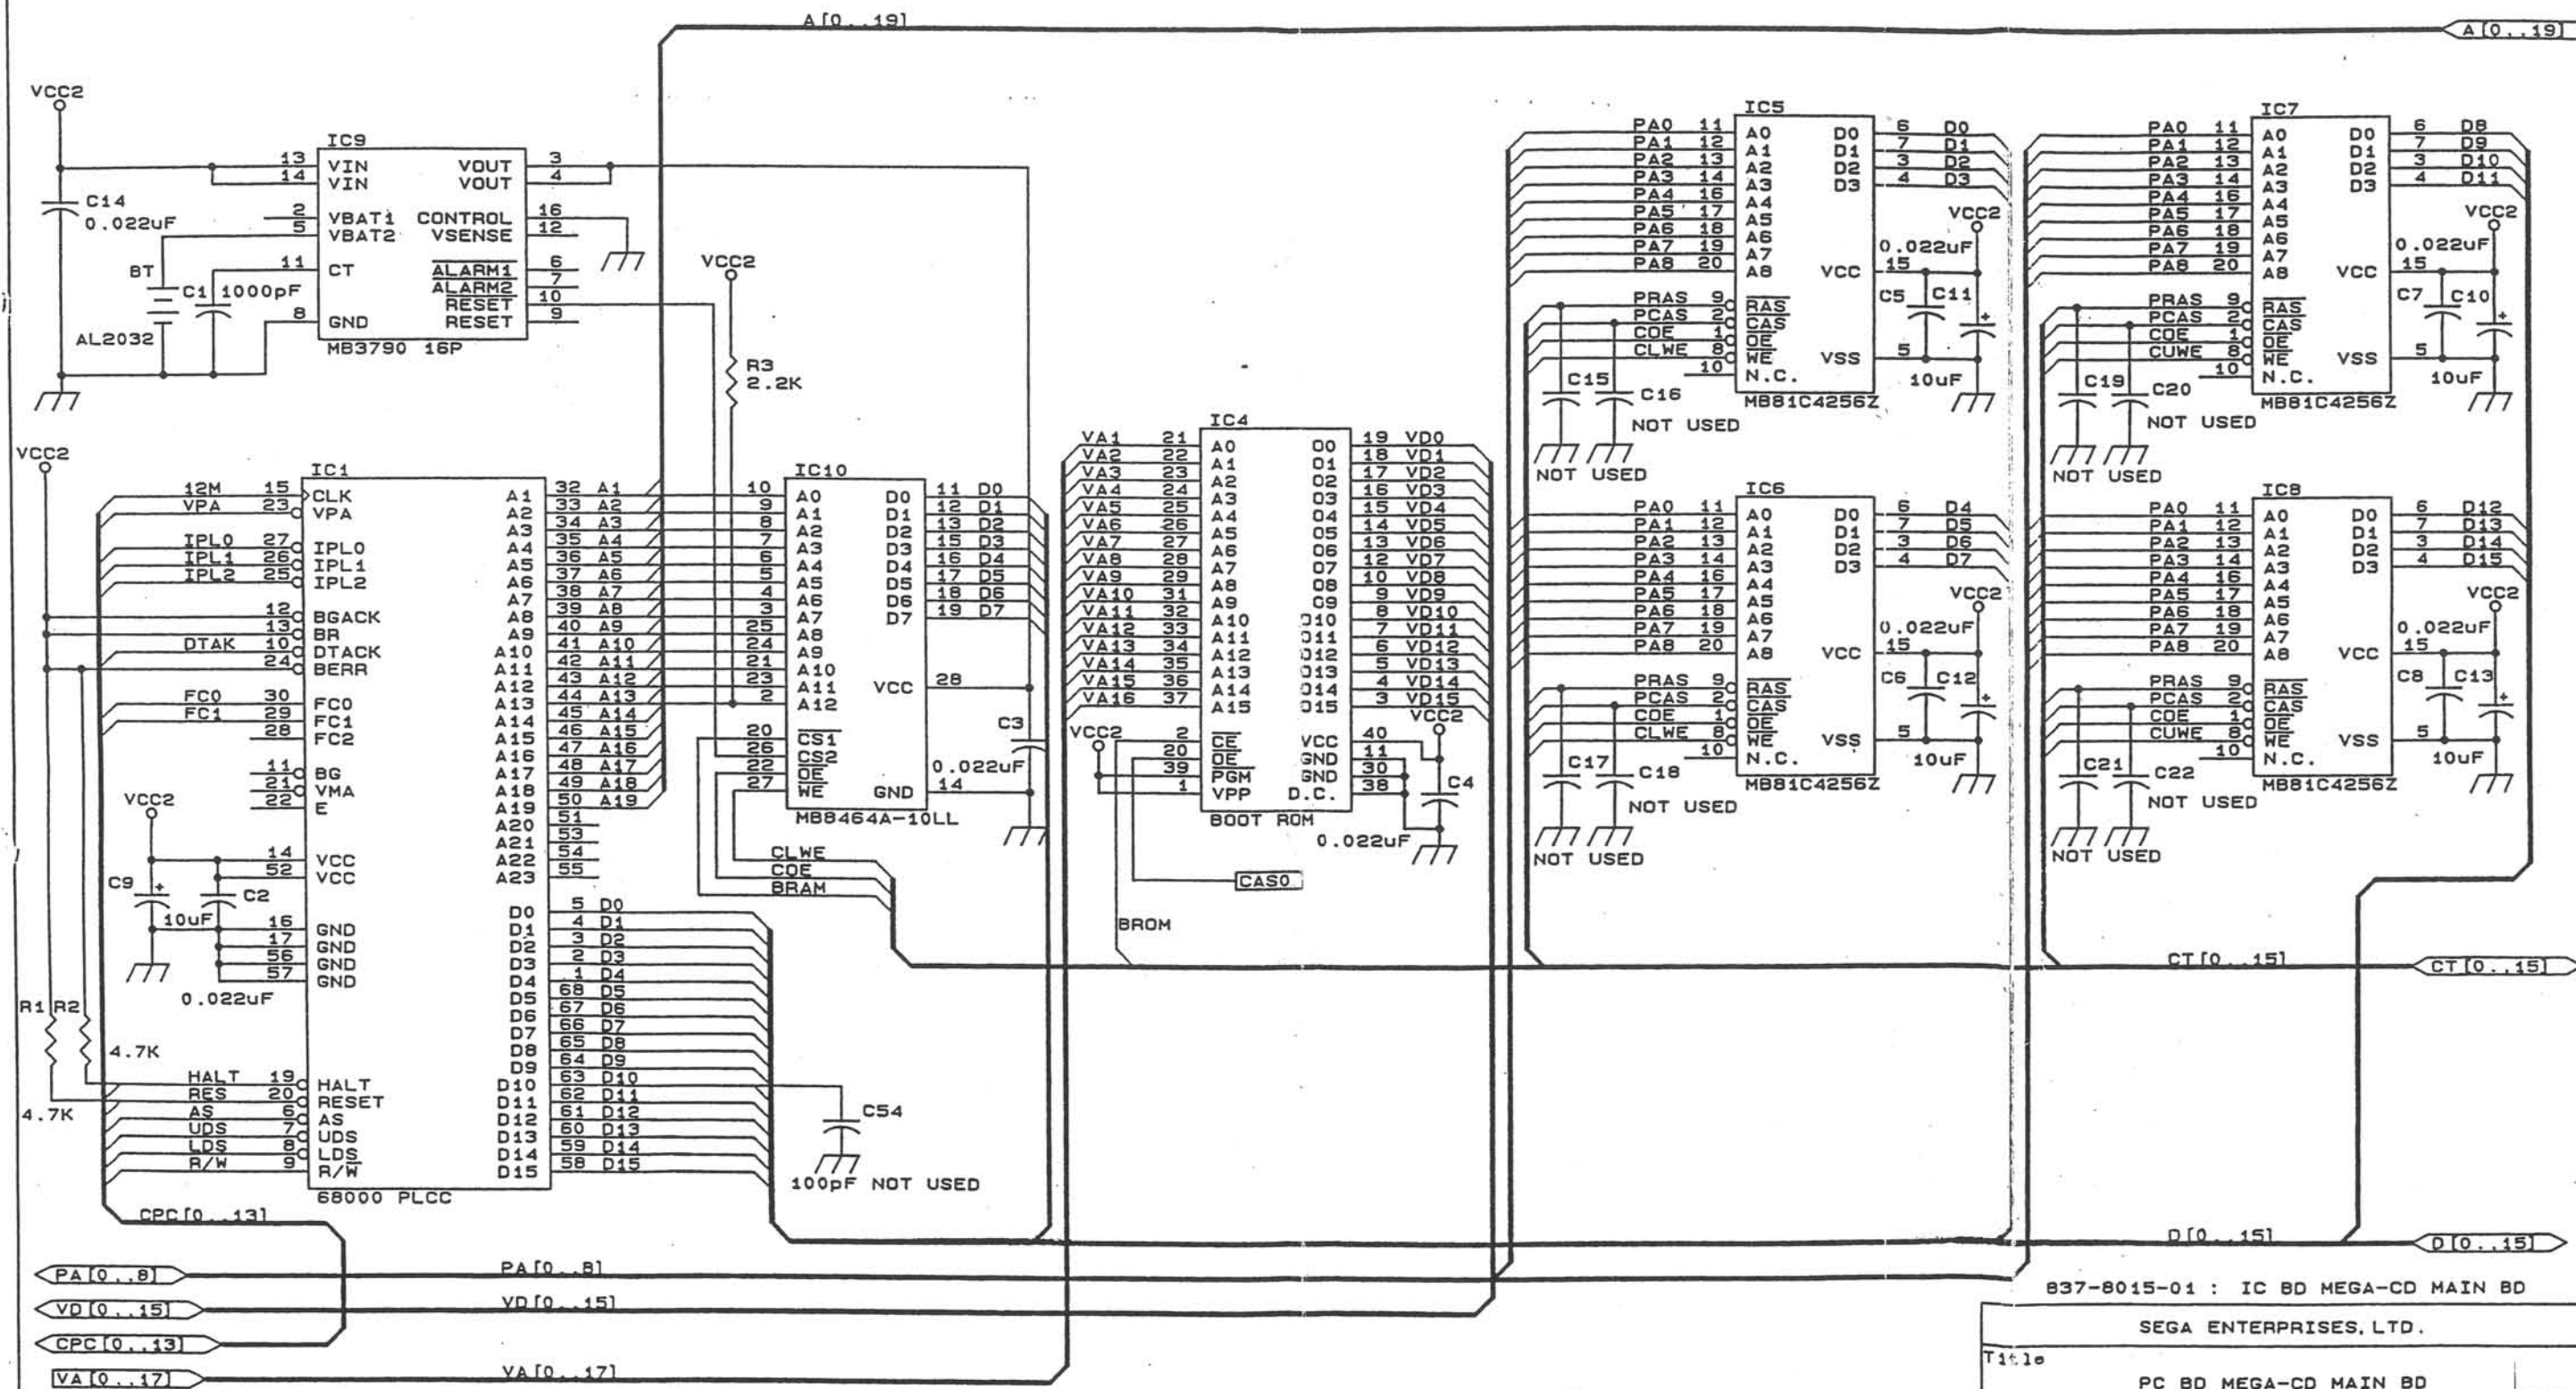 A[0..19]
A[0..19]
VCC2
IC9
13 VIN VOUT 3
14 VIN VOUT 4
2 VBAT1 CONTROL 16
5 VBAT2 VSENSE 12
11 CT ALARM1 6
ALARM2 7
RESET 10
8 GND RESET 9
MB3790 16P
C14
0.022uF
BT
C1 1000pF
AL2032
VCC2
R3
2.2K
VCC2
IC1
12M 15 CLK A1 32 A1
VPA 23 VPA A2 33 A2
A3 34 A3
IPL0 27 IPL0 A4 35 A4
IPL1 26 IPL1 A5 36 A5
IPL2 25 IPL2 A6 37 A6
A7 38 A7
12 BGACK A8 39 A8
13 BR A9 40 A9
DTAK 10 DTACK A10 41 A10
24 BERR A11 42 A11
A12 43 A12
FC0 30 FC0 A13 44 A13
FC1 29 FC1 A14 45 A14
28 FC2 A15 46 A15
A16 47 A16
11 BG A17 48 A17
21 VMA A18 49 A18
22 E A19 50 A19
A20 51
A21 53
14 VCC A22 54
52 VCC A23 55
VCC2
C9
10uF
C2
0.022uF
16 GND D0 5 D0
17 GND D1 4 D1
56 GND D2 3 D2
57 GND D3 2 D3
D4 1 D4
D5 68 D5
D6 67 D6
D7 66 D7
D8 65 D8
D9 64 D9
HALT 19 HALT D10 63 D10
RES 20 RESET D11 62 D11
AS 6 AS D12 61 D12
UDS 7 UDS D13 60 D13
LDS 8 LDS D14 59 D14
R/W 9 R/W D15 58 D15
68000 PLCC
R1 R2
4.7K
4.7K
C54
100pF NOT USED
IC10
10 A0 D0 11 D0
9 A1 D1 12 D1
8 A2 D2 13 D2
7 A3 D3 15 D3
6 A4 D4 16 D4
5 A5 D5 17 D5
4 A6 D6 18 D6
3 A7 D7 19 D7
25 A8
24 A9
21 A10
23 A11 VCC 28
2 A12
20 CS1
26 CS2
22 OE
27 WE GND 14
MB8464A-10LL
C3
0.022uF
CLWE
COE
BRAM
IC4
VA1 21 A0 O0 19 VD0
VA2 22 A1 O1 18 VD1
VA3 23 A2 O2 17 VD2
VA4 24 A3 O3 16 VD3
VA5 25 A4 O4 15 VD4
VA6 26 A5 O5 14 VD5
VA7 27 A6 O6 13 VD6
VA8 28 A7 O7 12 VD7
VA9 29 A8 O8 10 VD8
VA10 31 A9 O9 9 VD9
VA11 32 A10 O10 8 VD10
VA12 33 A11 O11 7 VD11
VA13 34 A12 O12 6 VD12
VA14 35 A13 O13 5 VD13
VA15 36 A14 O14 4 VD14
VA16 37 A15 O15 3 VD15
VCC2
VCC2
2 CE VCC 40
20 OE GND 11
39 PGM GND 30
1 VPP D.C. 38
BOOT ROM
C4
0.022uF
CAS0
BROM
IC5
PA0 11 A0 D0 6 D0
PA1 12 A1 D1 7 D1
PA2 13 A2 D2 3 D2
PA3 14 A3 D3 4 D3
PA4 16 A4
PA5 17 A5
PA6 18 A6
PA7 19 A7
PA8 20 A8 VCC 15
PRAS 9 RAS
PCAS 2 CAS
COE 1 OE
CLWE 8 WE VSS 5
10 N.C.
MB81C4256Z
VCC2
0.022uF
C5 C11
10uF
C15
C16
NOT USED
NOT USED
IC7
PA0 11 A0 D0 6 D8
PA1 12 A1 D1 7 D9
PA2 13 A2 D2 3 D10
PA3 14 A3 D3 4 D11
PA4 16 A4
PA5 17 A5
PA6 18 A6
PA7 19 A7
PA8 20 A8 VCC 15
PRAS 9 RAS
PCAS 2 CAS
COE 1 OE
CUWE 8 WE VSS 5
10 N.C.
MB81C4256Z
VCC2
0.022uF
C7 C10
10uF
C19
C20
NOT USED
NOT USED
IC6
PA0 11 A0 D0 6 D4
PA1 12 A1 D1 7 D5
PA2 13 A2 D2 3 D6
PA3 14 A3 D3 4 D7
PA4 16 A4
PA5 17 A5
PA6 18 A6
PA7 19 A7
PA8 20 A8 VCC 15
PRAS 9 RAS
PCAS 2 CAS
COE 1 OE
CLWE 8 WE VSS 5
10 N.C.
MB81C4256Z
VCC2
0.022uF
C6 C12
10uF
C17
C18
NOT USED
NOT USED
IC8
PA0 11 A0 D0 6 D12
PA1 12 A1 D1 7 D13
PA2 13 A2 D2 3 D14
PA3 14 A3 D3 4 D15
PA4 16 A4
PA5 17 A5
PA6 18 A6
PA7 19 A7
PA8 20 A8 VCC 15
PRAS 9 RAS
PCAS 2 CAS
COE 1 OE
CUWE 8 WE VSS 5
10 N.C.
MB81C4256Z
VCC2
0.022uF
C8 C13
10uF
C21
C22
NOT USED
NOT USED
CT[0..15]
CT[0..15]
CPC[0..13]
D[0..15]
D[0..15]
PA[0..8]
PA[0..8]
VD[0..15]
VD[0..15]
CPC[0..13]
VA[0..17]
VA[0..17]
837-8015-01 : IC BD MEGA-CD MAIN BD
SEGA ENTERPRISES, LTD.
Title
PC BD MEGA-CD MAIN BD